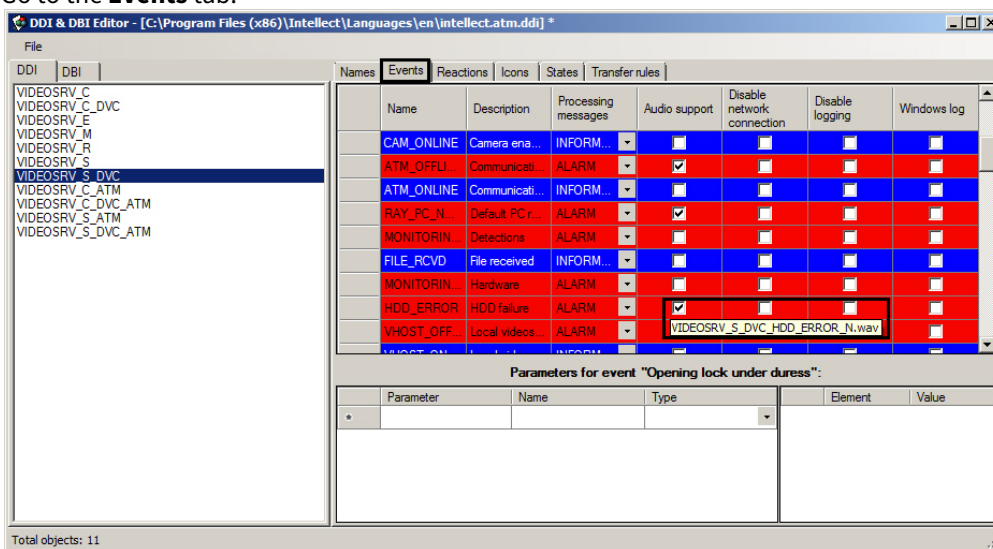 Go to the Events tab.
DDI & DBI Editor - [C:\Program Files (x86)\Intellect\Languages\en\intellect.atm.ddi] *
File
DDI DBI
Names Events Reactions Icons States Transfer rules
VIDEOSRV_C
VIDEOSRV_C_DVC
VIDEOSRV_E
VIDEOSRV_M
VIDEOSRV_R
VIDEOSRV_S
VIDEOSRV_S_DVC
VIDEOSRV_C_ATM
VIDEOSRV_C_DVC_ATM
VIDEOSRV_S_ATM
VIDEOSRV_S_DVC_ATM
Name Description Processing messages Audio support Disable network connection Disable logging Windows log
CAM_ONLINE Camera ena... INFORM...
ATM_OFFLI... Communicati... ALARM
ATM_ONLINE Communicati... INFORM...
RAY_PC_N... Default PC r... ALARM
MONITORIN... Detections ALARM
FILE_RCVD File received INFORM...
MONITORIN... Hardware ALARM
HDD_ERROR HDD failure ALARM
VHOST_OFF... Local videos... ALARM
VIDEOSRV_S_DVC_HDD_ERROR_N.wav
Parameters for event "Opening lock under duress":
Parameter Name Type Element Value
*
Total objects: 11